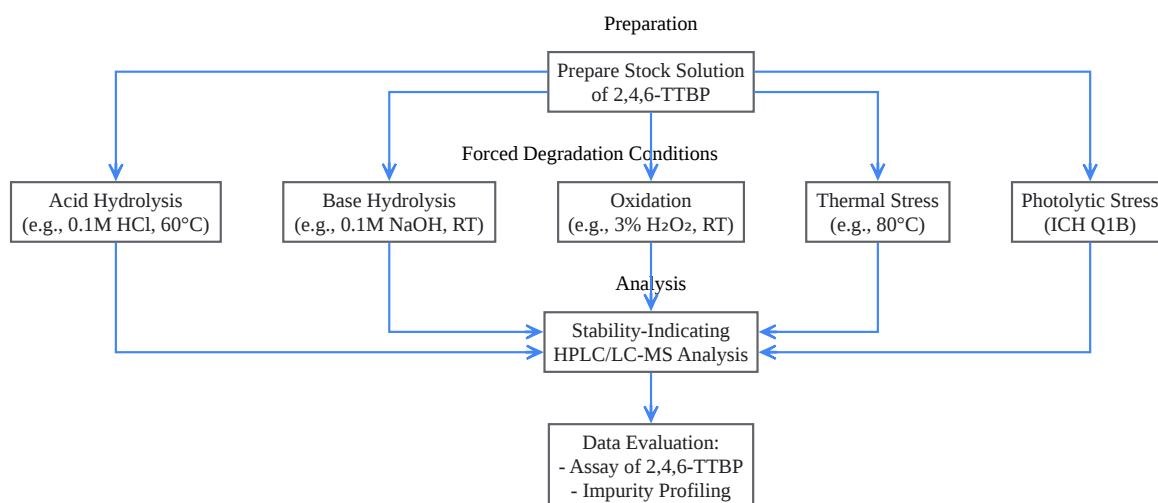 Preparation
Prepare Stock Solution
of 2,4,6-TTBP
Forced Degradation Conditions
Acid Hydrolysis
(e.g., 0.1M HCl, 60°C)
Base Hydrolysis
(e.g., 0.1M NaOH, RT)
Oxidation
(e.g., 3% H₂O₂, RT)
Thermal Stress
(e.g., 80°C)
Photolytic Stress
(ICH Q1B)
Analysis
Stability-Indicating
HPLC/LC-MS Analysis
Data Evaluation:
- Assay of 2,4,6-TTBP
- Impurity Profiling